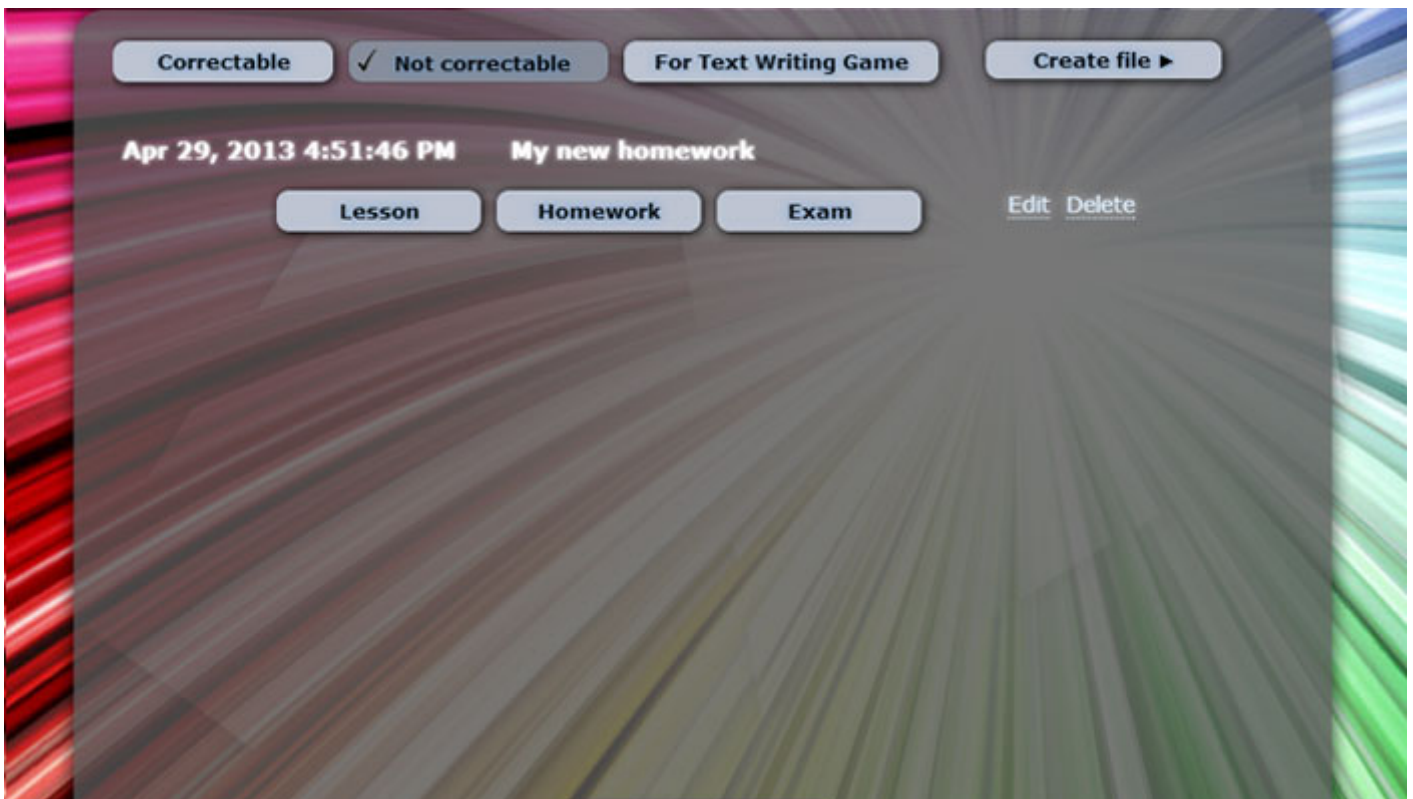 Correctable ✓ Not correctable For Text Writing Game Create file ►
Apr 29, 2013 4:51:46 PM My new homework
Lesson Homework Exam Edit Delete